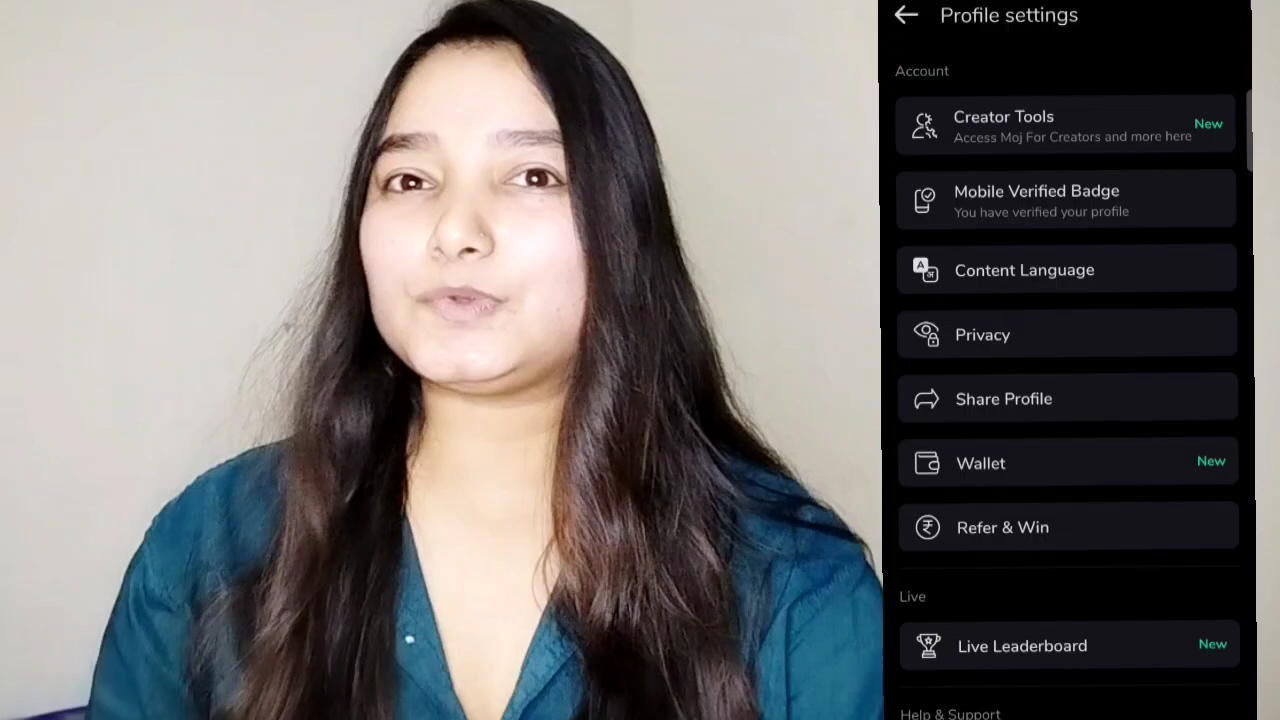 Profile settings
Account
Creator Tools
New
Access Moj For Creators and more here
Mobile Verified Badge
You have verified your profile
A
अ
Content Language
Privacy
Share Profile
Wallet
New
₹
Refer & Win
Live
Live Leaderboard
New
Help & Support